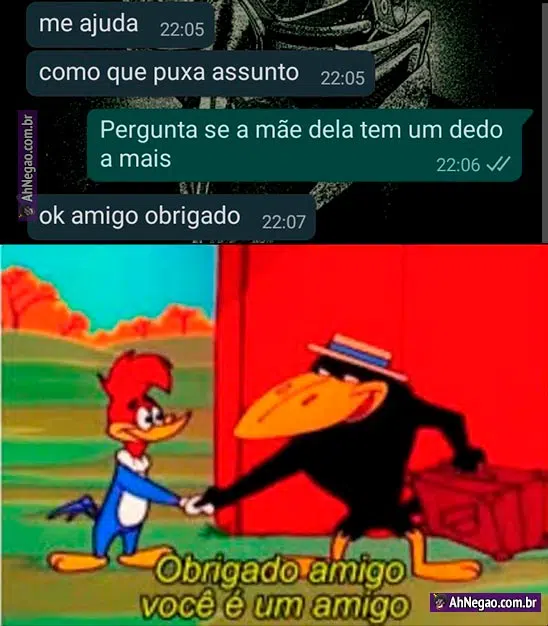 me ajuda 22:05
como que puxa assunto 22:05
Pergunta se a mãe dela tem um dedo
a mais
22:06
AhNegao.com.br
ok amigo obrigado 22:07
Obrigado amigo
você é um amigo
AhNegao.com.br